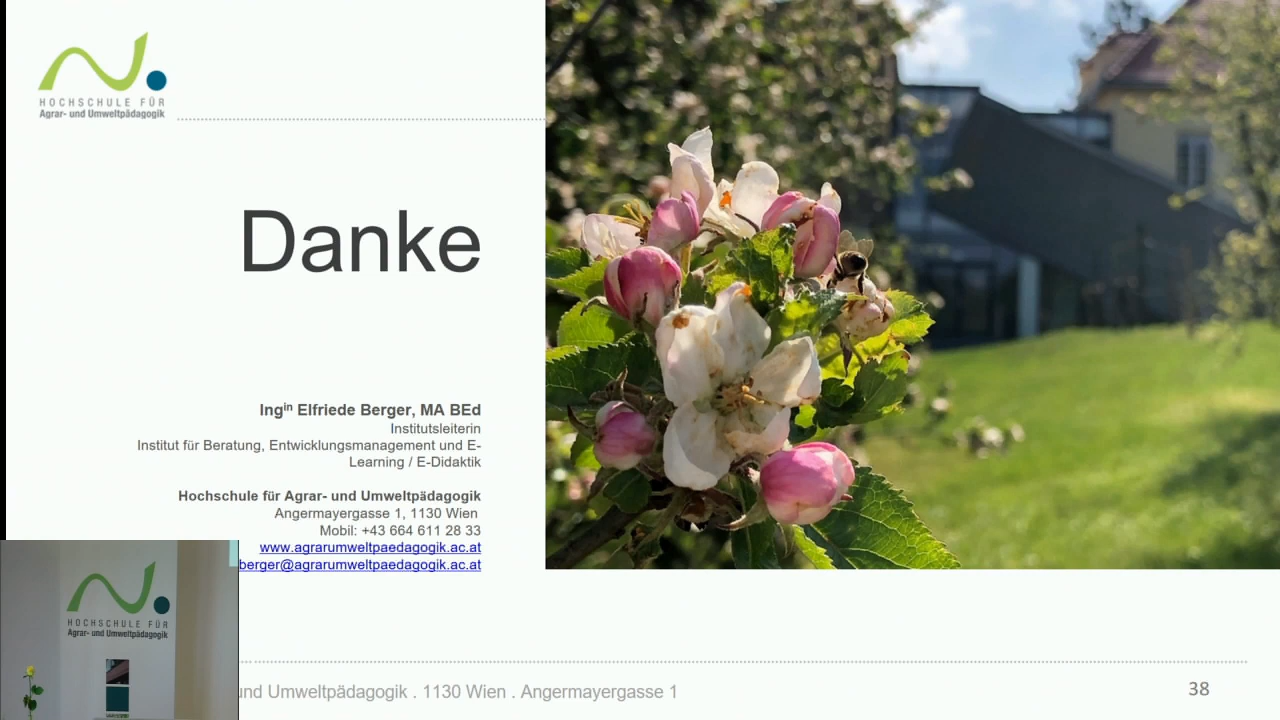 HOCHSCHULE FÜR
Agrar- und Umweltpädagogik
Danke
Ingⁱⁿ Elfriede Berger, MA BEd
Institutsleiterin
Institut für Beratung, Entwicklungsmanagement und E-
Learning / E-Didaktik
Hochschule für Agrar- und Umweltpädagogik
Angermayergasse 1, 1130 Wien
Mobil: +43 664 611 28 33
www.agrarumweltpaedagogik.ac.at
berger@agrarumweltpaedagogik.ac.at
HOCHSCHULE FÜR
Agrar- und Umweltpädagogik
und Umweltpädagogik . 1130 Wien . Angermayergasse 1
38